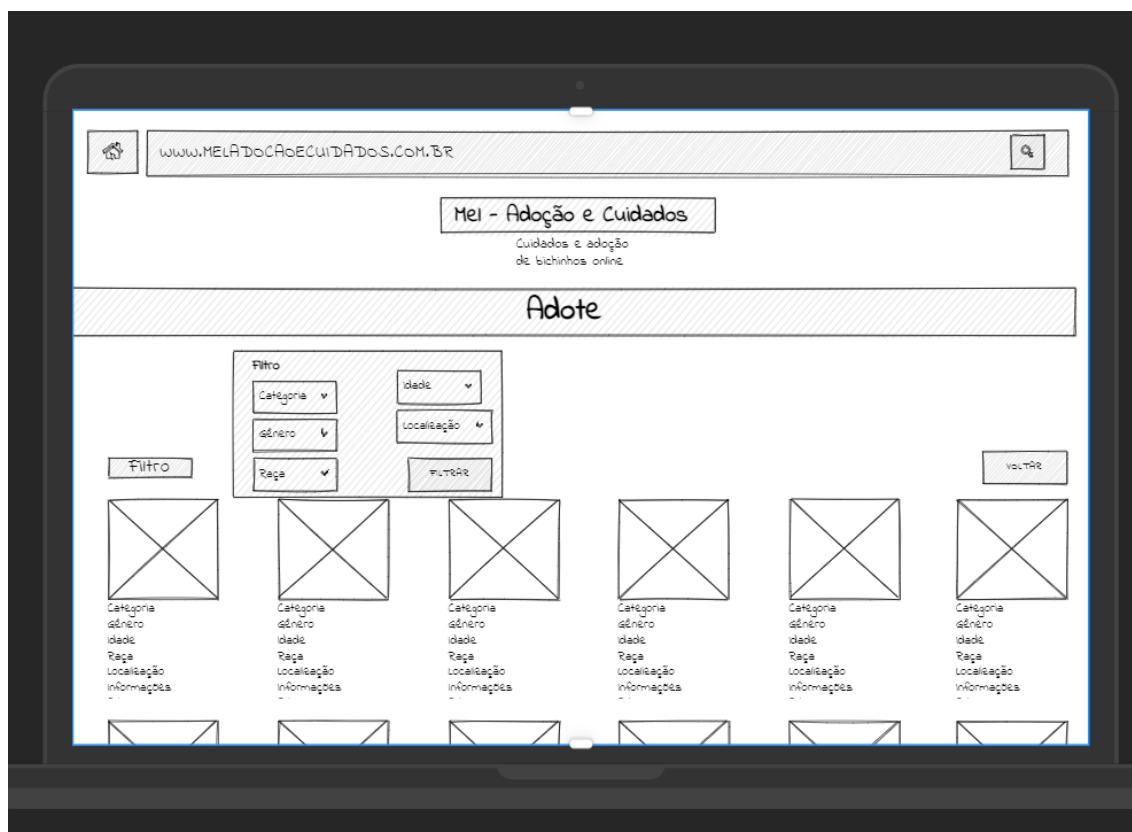 WWW.MELADOCAOECUIDADOS.COM.BR
Mel - Adoção e Cuidados
Cuidados e adoção
de bichinhos online
Adote
Filtro
Categoria
Idade
Gênero
Localização
Raça
FILTRAR
Filtro
VOLTAR
Categoria
Gênero
Idade
Raça
Localização
Informações
Categoria
Gênero
Idade
Raça
Localização
Informações
Categoria
Gênero
Idade
Raça
Localização
Informações
Categoria
Gênero
Idade
Raça
Localização
Informações
Categoria
Gênero
Idade
Raça
Localização
Informações
Categoria
Gênero
Idade
Raça
Localização
Informações